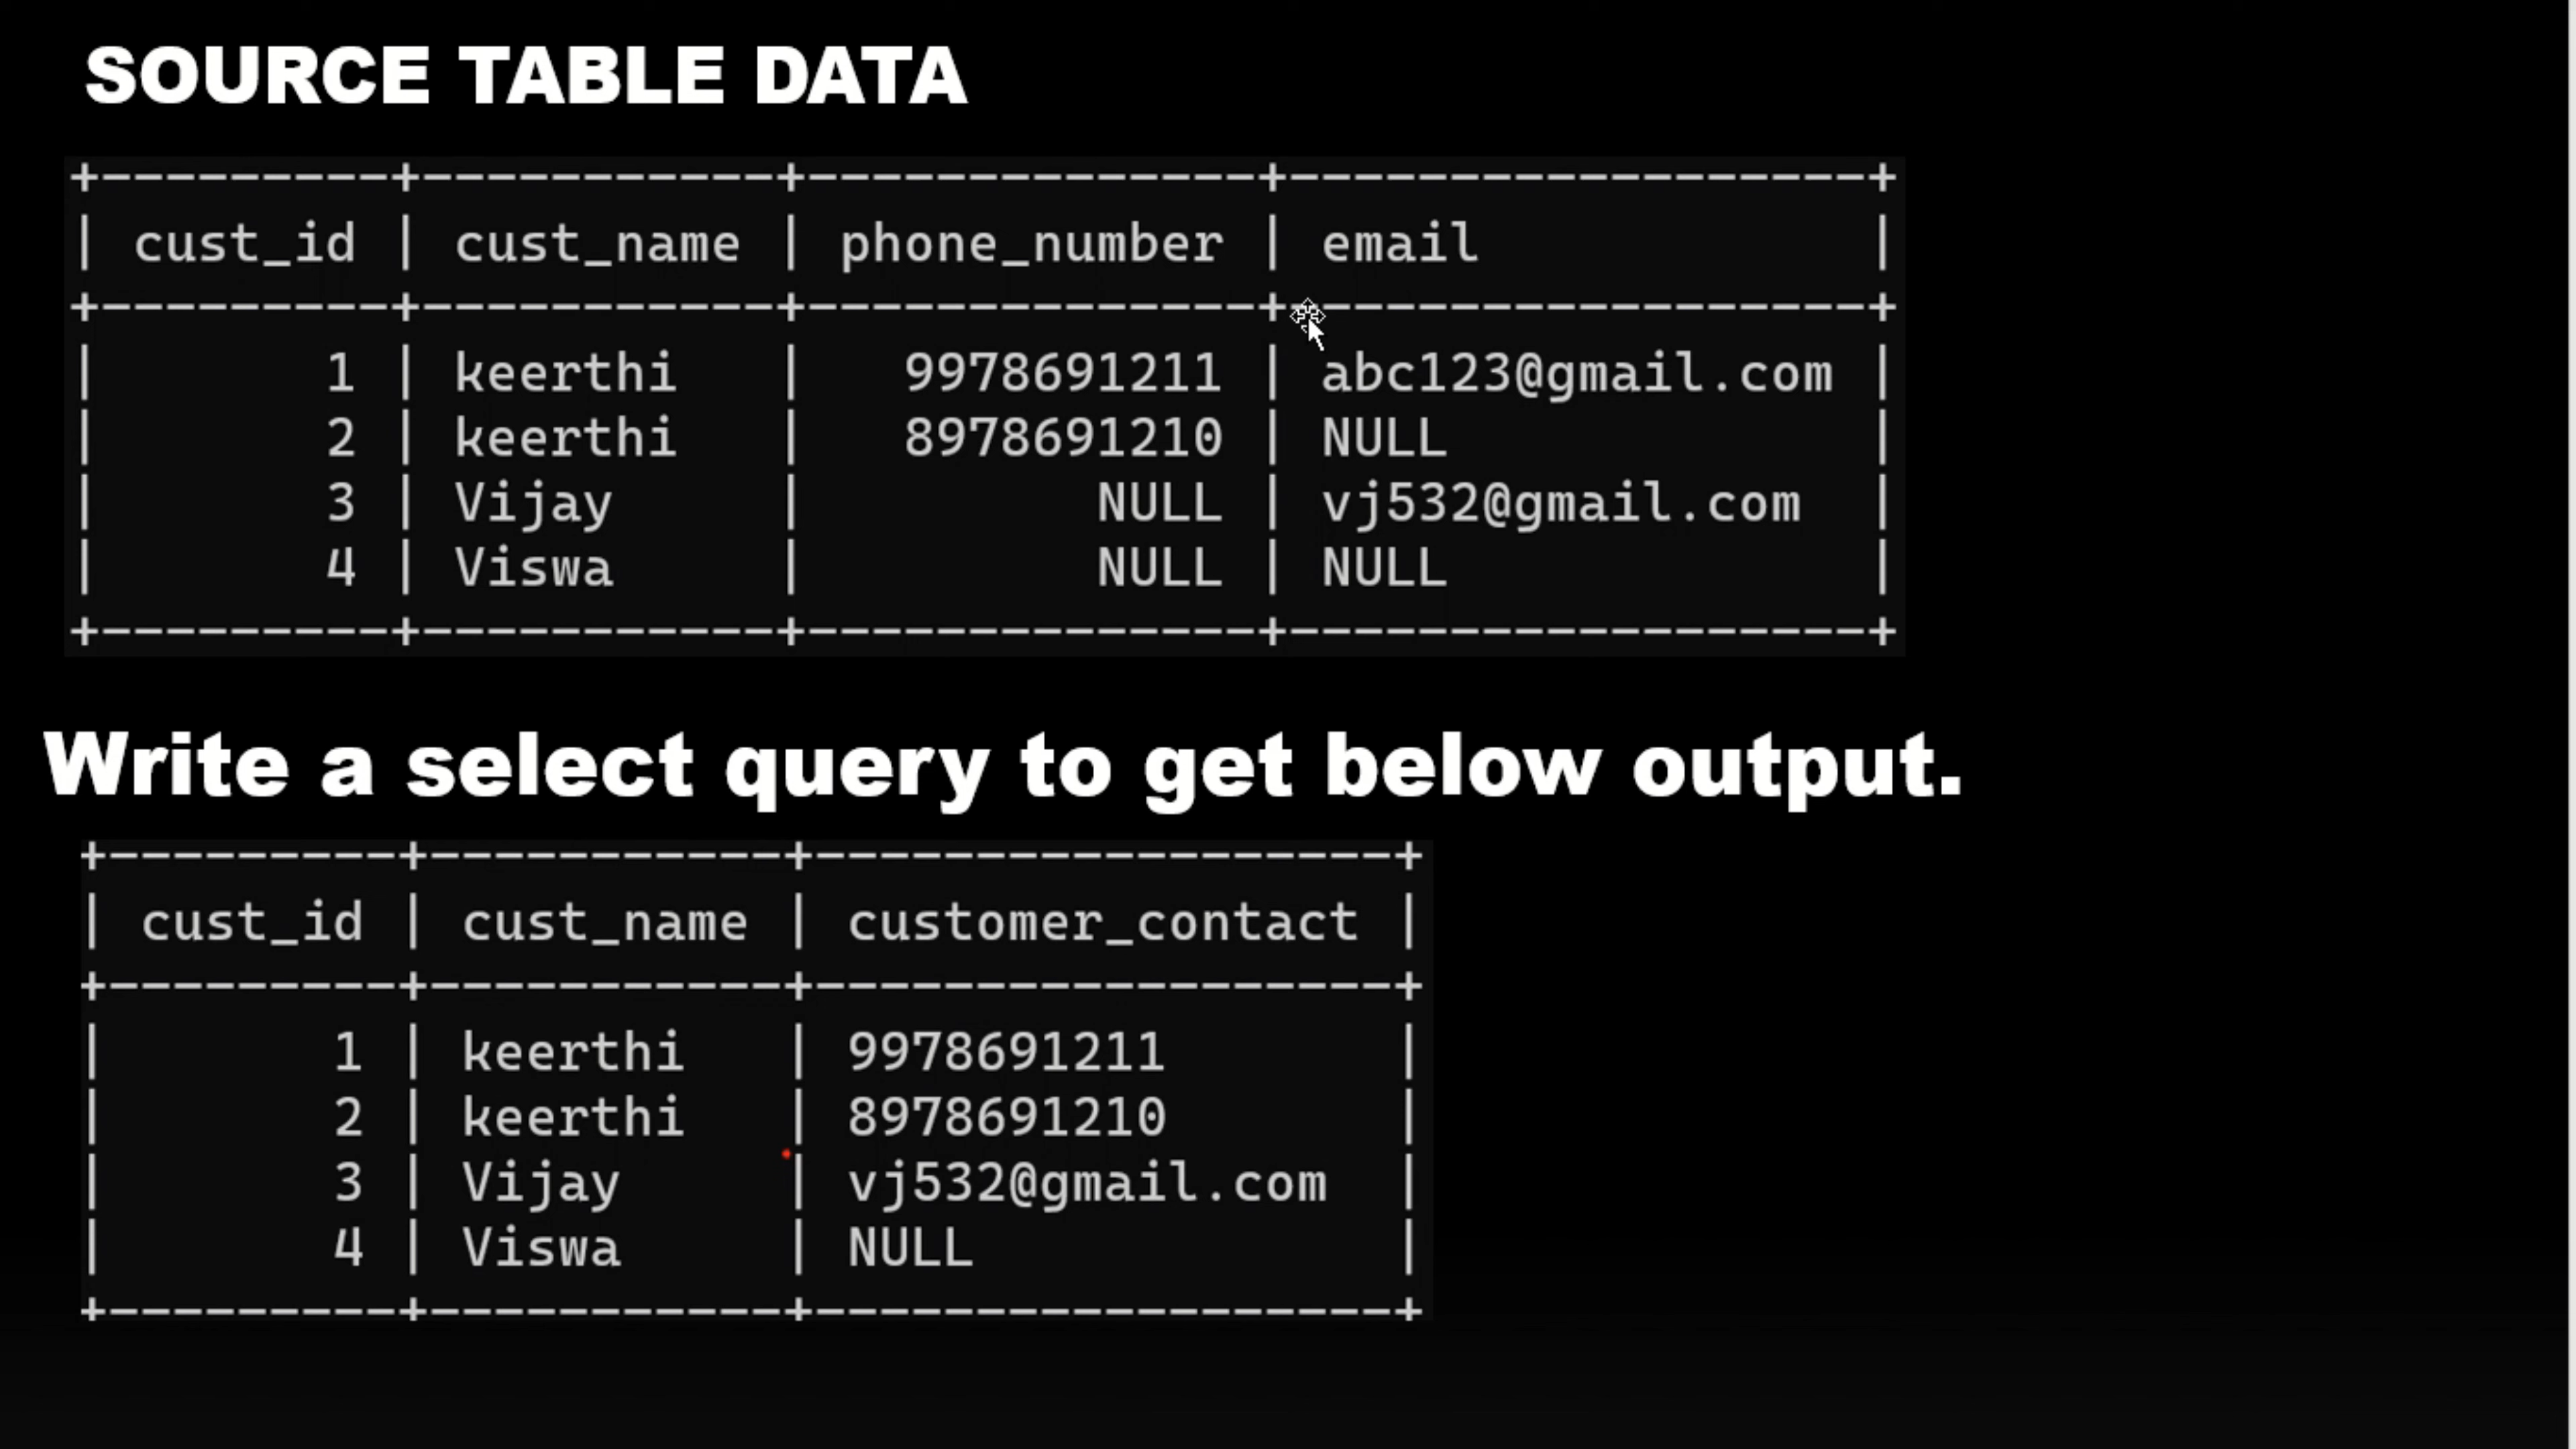 SOURCE TABLE DATA
+---------+-----------+--------------+------------------+
| cust_id | cust_name | phone_number | email            |
+---------+-----------+--------------+------------------+
|       1 | keerthi   |   9978691211 | abc123@gmail.com |
|       2 | keerthi   |   8978691210 | NULL             |
|       3 | Vijay     |         NULL | vj532@gmail.com  |
|       4 | Viswa     |         NULL | NULL             |
+---------+-----------+--------------+------------------+
Write a select query to get below output.
+---------+-----------+------------------+
| cust_id | cust_name | customer_contact |
+---------+-----------+------------------+
|       1 | keerthi   | 9978691211       |
|       2 | keerthi   | 8978691210       |
|       3 | Vijay     | vj532@gmail.com  |
|       4 | Viswa     | NULL             |
+---------+-----------+------------------+